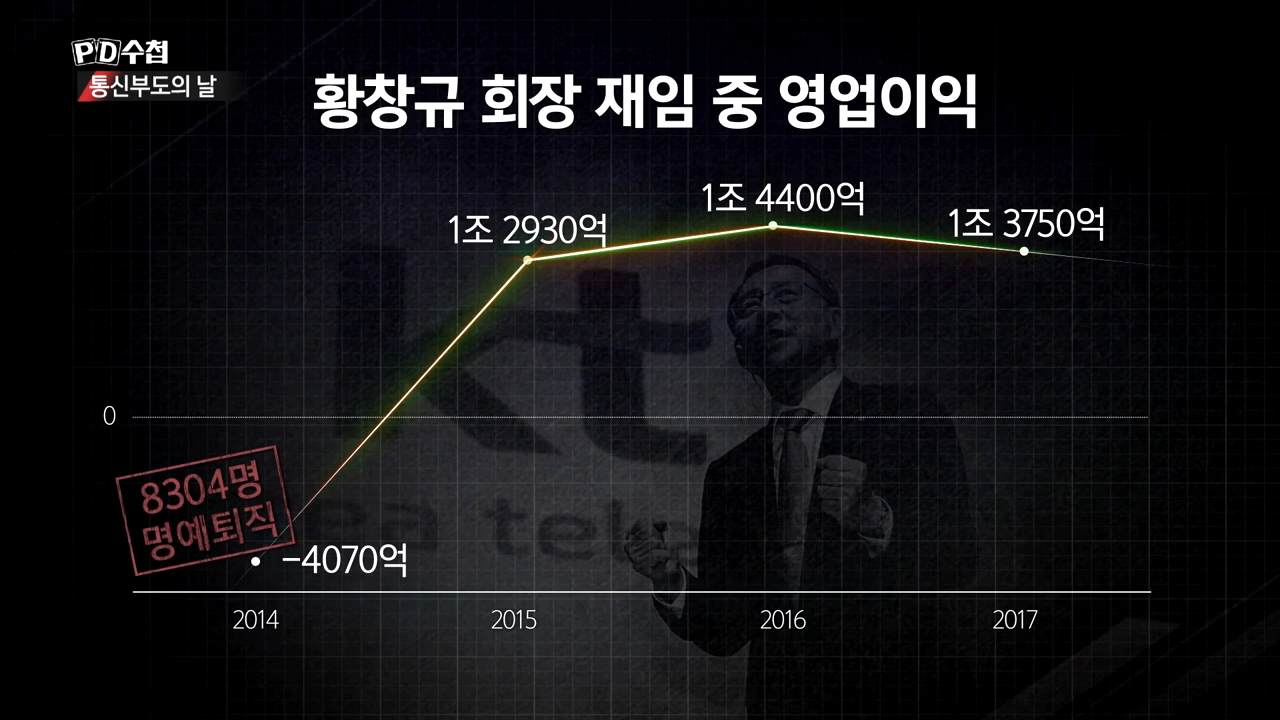 PD수첩
통신부도의 날
황창규 회장 재임 중 영업이익
1조 2930억
1조 4400억
1조 3750억
kt
0
8304명
명예퇴직
-4070억
ea tele
2014
2015
2016
2017